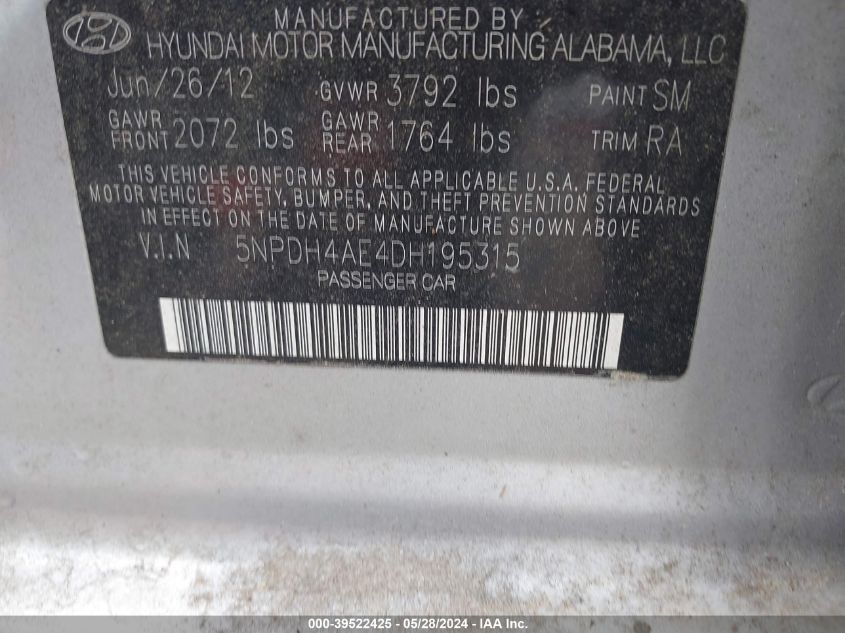 MANUFACTURED BY
HYUNDAI MOTOR MANUFACTURING ALABAMA, LLC
Jun/26/12 GVWR 3792 lbs PAINT SM
GAWR FRONT 2072 lbs GAWR REAR 1764 lbs TRIM RA
THIS VEHICLE CONFORMS TO ALL APPLICABLE U.S.A. FEDERAL
MOTOR VEHICLE SAFETY, BUMPER, AND THEFT PREVENTION STANDARDS
IN EFFECT ON THE DATE OF MANUFACTURE SHOWN ABOVE
V.I.N 5NPDH4AE4DH195315
PASSENGER CAR
000-39522425 - 05/28/2024 - IAA Inc.